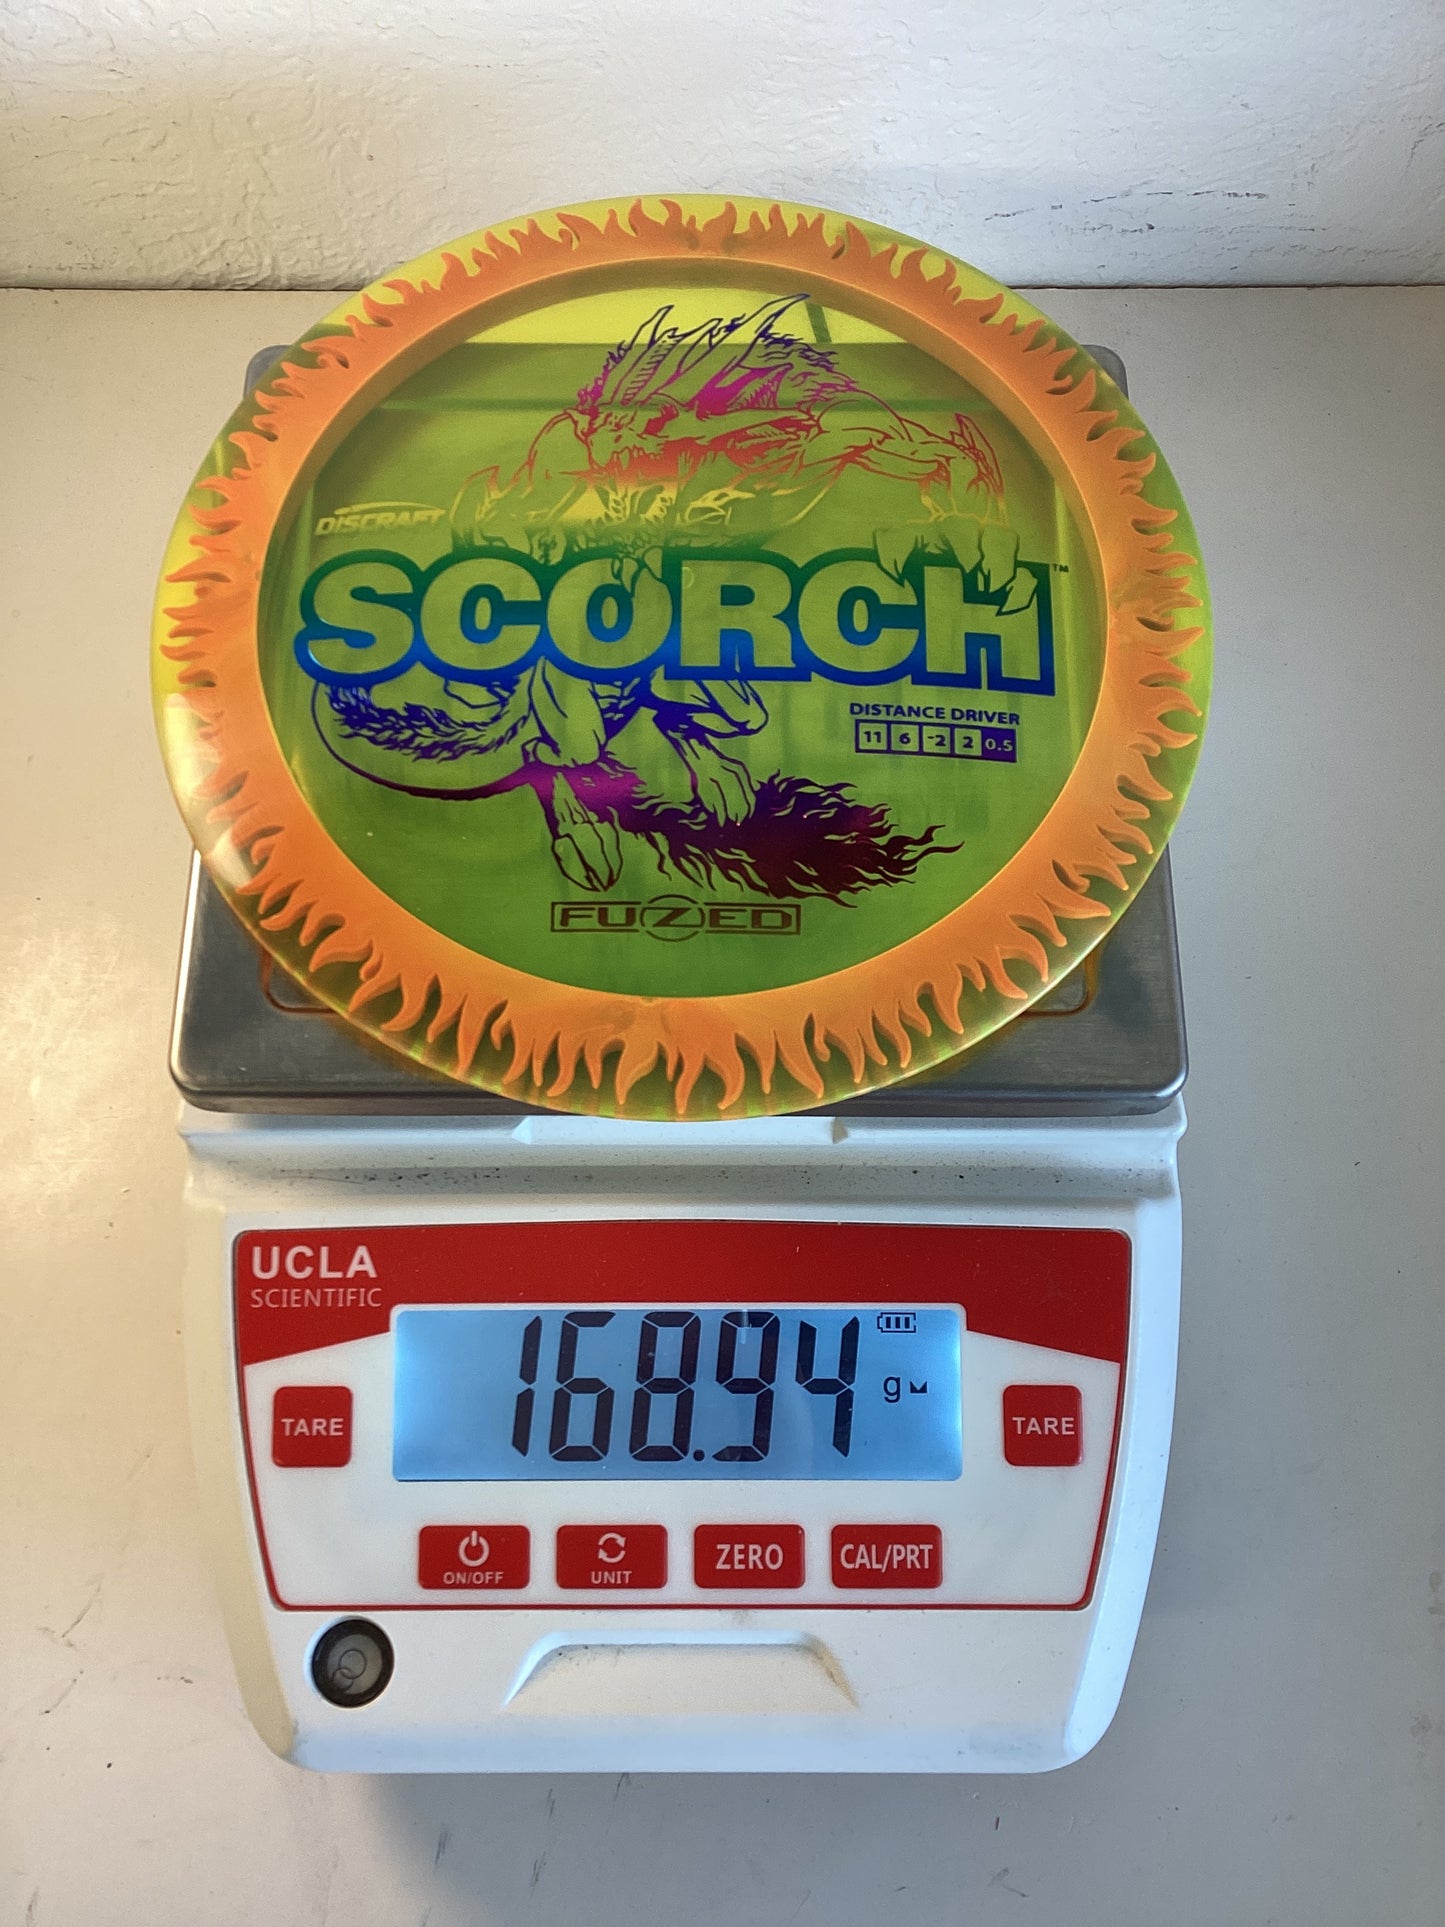 DISCRAFT
SCORCH™
DISTANCE DRIVER
11 6 -2 2 0.5
FUZED
UCLA
SCIENTIFIC
168.94 g
TARE
TARE
ON/OFF
UNIT
ZERO
CAL/PRT